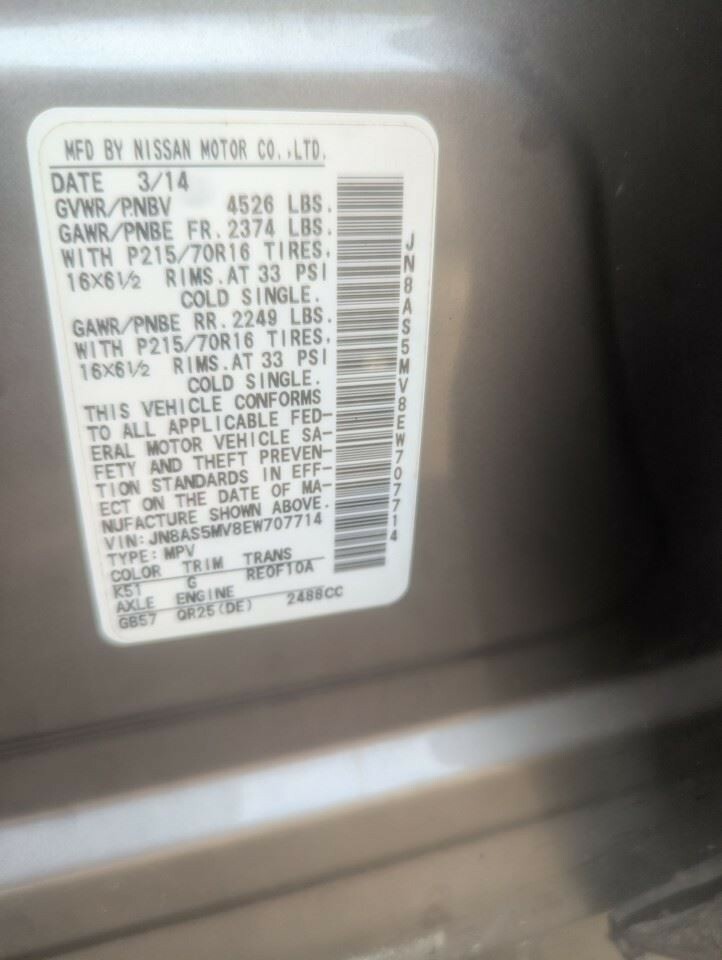 MFD BY NISSAN MOTOR CO.,LTD.
DATE 3/14
GVWR/PNBV 4526 LBS.
GAWR/PNBE FR. 2374 LBS.
WITH P215/70R16 TIRES,
16X6½ RIMS. AT 33 PSI
COLD SINGLE.
GAWR/PNBE RR. 2249 LBS.
WITH P215/70R16 TIRES,
16X6½ RIMS. AT 33 PSI
COLD SINGLE.
THIS VEHICLE CONFORMS
TO ALL APPLICABLE FED-
ERAL MOTOR VEHICLE SA-
FETY AND THEFT PREVEN-
TION STANDARDS IN EFF-
ECT ON THE DATE OF MA-
NUFACTURE SHOWN ABOVE.
VIN: JN8AS5MV8EW707714
TYPE: MPV
COLOR TRIM TRANS
K51 G RE0F10A
AXLE ENGINE
GB57 QR25(DE) 2488CC
JN8AS5MV8EW707714